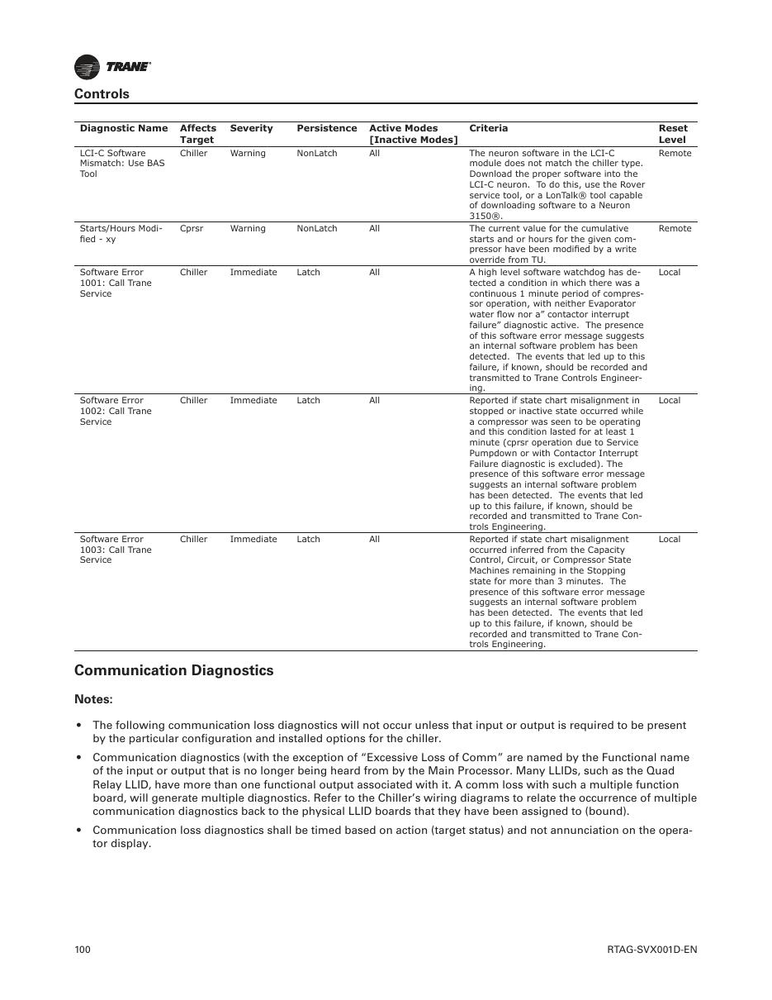 TRANE
Controls
Diagnostic Name Affects Severity Persistence Active Modes Criteria Reset
Target [Inactive Modes] Level
LCI-C Software Chiller Warning NonLatch All The neuron software in the LCI-C Remote
Mismatch: Use BAS module does not match the chiller type.
Tool Download the proper software into the
LCI-C neuron. To do this, use the Rover
service tool, or a LonTalk® tool capable
of downloading software to a Neuron
3150®.
Starts/Hours Modi- Cprsr Warning NonLatch All The current value for the cumulative Remote
fied - xy starts and or hours for the given com-
pressor have been modified by a write
override from TU.
Software Error Chiller Immediate Latch All A high level software watchdog has de- Local
1001: Call Trane tected a condition in which there was a
Service continuous 1 minute period of compres-
sor operation, with neither Evaporator
water flow nor a” contactor interrupt
failure” diagnostic active. The presence
of this software error message suggests
an internal software problem has been
detected. The events that led up to this
failure, if known, should be recorded and
transmitted to Trane Controls Engineer-
ing.
Software Error Chiller Immediate Latch All Reported if state chart misalignment in Local
1002: Call Trane stopped or inactive state occurred while
Service a compressor was seen to be operating
and this condition lasted for at least 1
minute (cprsr operation due to Service
Pumpdown or with Contactor Interrupt
Failure diagnostic is excluded). The
presence of this software error message
suggests an internal software problem
has been detected. The events that led
up to this failure, if known, should be
recorded and transmitted to Trane Con-
trols Engineering.
Software Error Chiller Immediate Latch All Reported if state chart misalignment Local
1003: Call Trane occurred inferred from the Capacity
Service Control, Circuit, or Compressor State
Machines remaining in the Stopping
state for more than 3 minutes. The
presence of this software error message
suggests an internal software problem
has been detected. The events that led
up to this failure, if known, should be
recorded and transmitted to Trane Con-
trols Engineering.
Communication Diagnostics
Notes:
• The following communication loss diagnostics will not occur unless that input or output is required to be present
by the particular configuration and installed options for the chiller.
• Communication diagnostics (with the exception of “Excessive Loss of Comm” are named by the Functional name
of the input or output that is no longer being heard from by the Main Processor. Many LLIDs, such as the Quad
Relay LLID, have more than one functional output associated with it. A comm loss with such a multiple function
board, will generate multiple diagnostics. Refer to the Chiller’s wiring diagrams to relate the occurrence of multiple
communication diagnostics back to the physical LLID boards that they have been assigned to (bound).
• Communication loss diagnostics shall be timed based on action (target status) and not annunciation on the opera-
tor display.
100 RTAG-SVX001D-EN